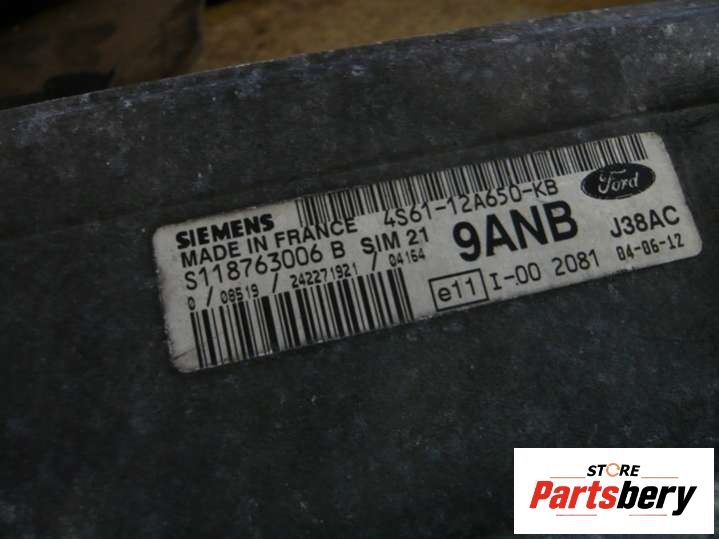 4S61-12A650-KB
Ford
SIEMENS
MADE IN FRANCE
S118763006 B SIM 21
9ANB
J38AC
0 / 08519 / 242271921 / 04164
e11 I-00 2081 04-06-12
STORE
Partsbery